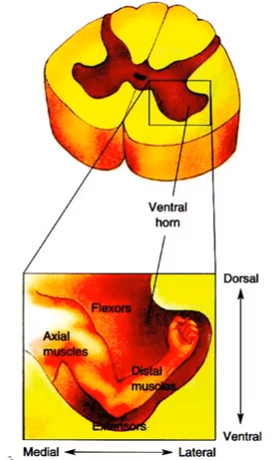 Ventral
horn
Dorsal
Flexors
Axial
muscles
Distal
muscles
Extensors
Ventral
Medial
Lateral